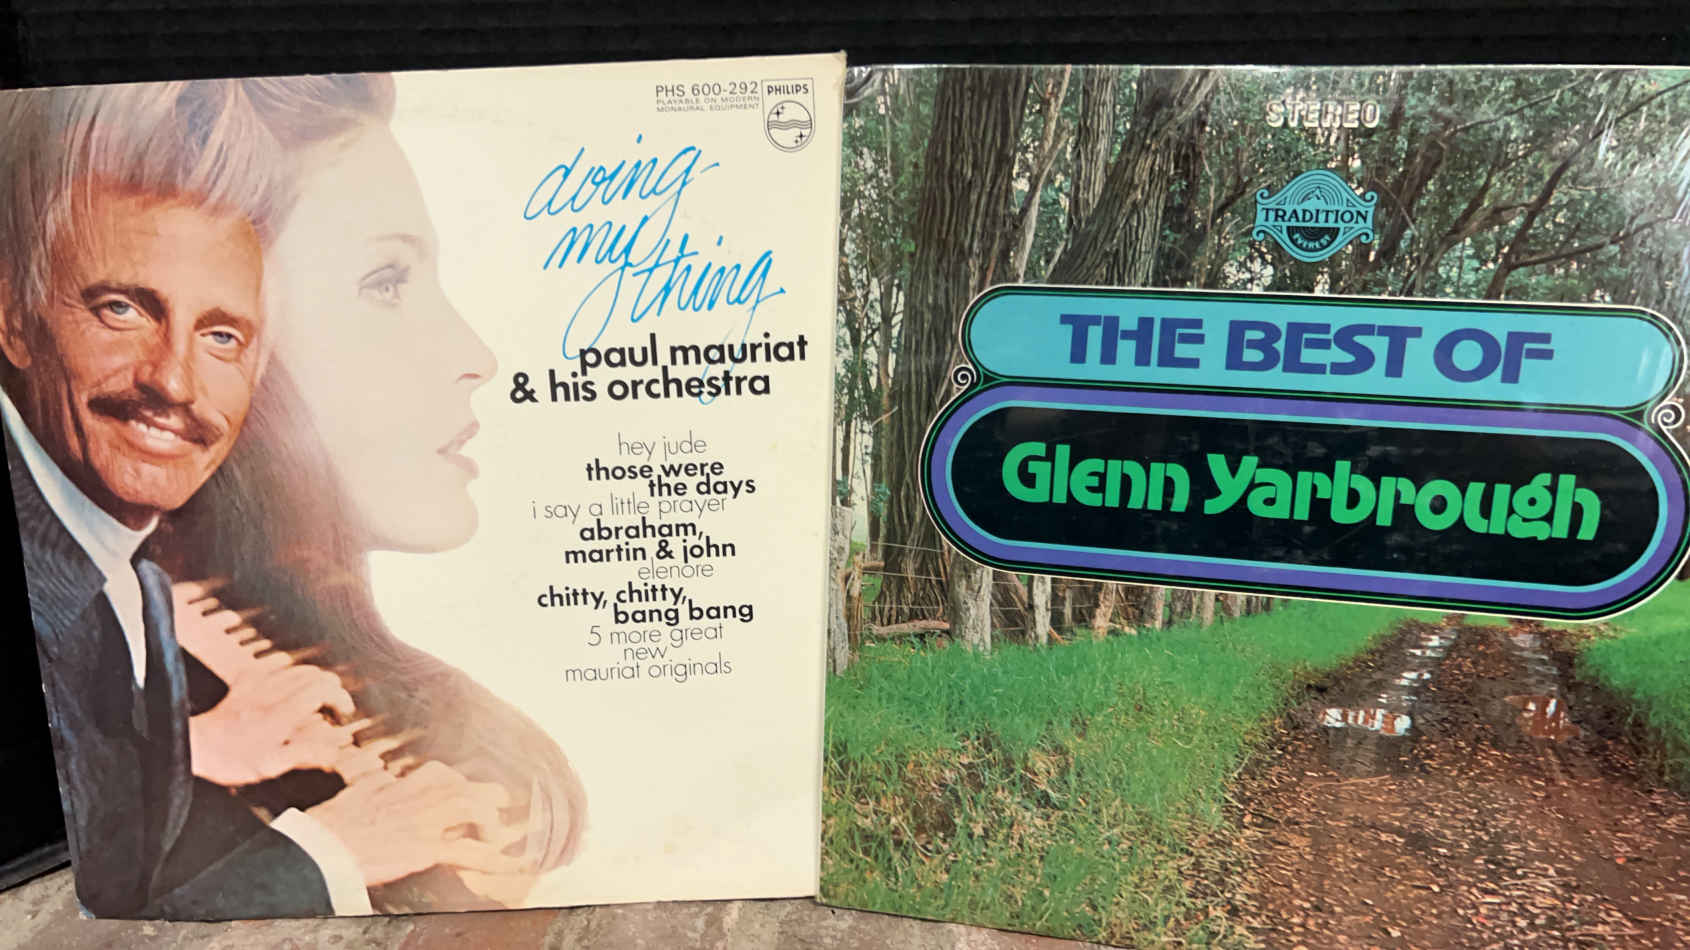 PHS 600-292
PLAYABLE ON MODERN
MONAURAL EQUIPMENT
PHILIPS
doing
my
thing
paul mauriat
& his orchestra
hey jude
those were
the days
i say a little prayer
abraham,
martin & john
elenore
chitty, chitty,
bang bang
5 more great
new
mauriat originals
STEREO
TRADITION
EVEREST
THE BEST OF
Glenn Yarbrough